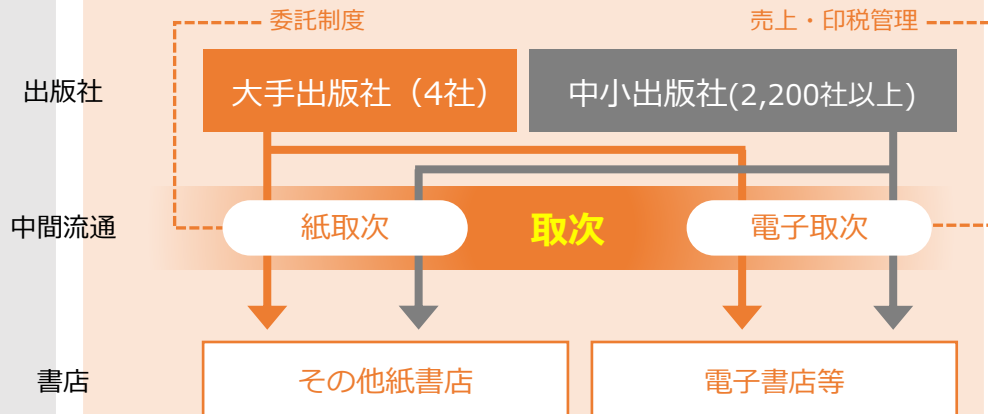 委託制度
売上・印税管理
出版社
大手出版社（4社）
中小出版社(2,200社以上)
中間流通
紙取次
取次
電子取次
書店
その他紙書店
電子書店等